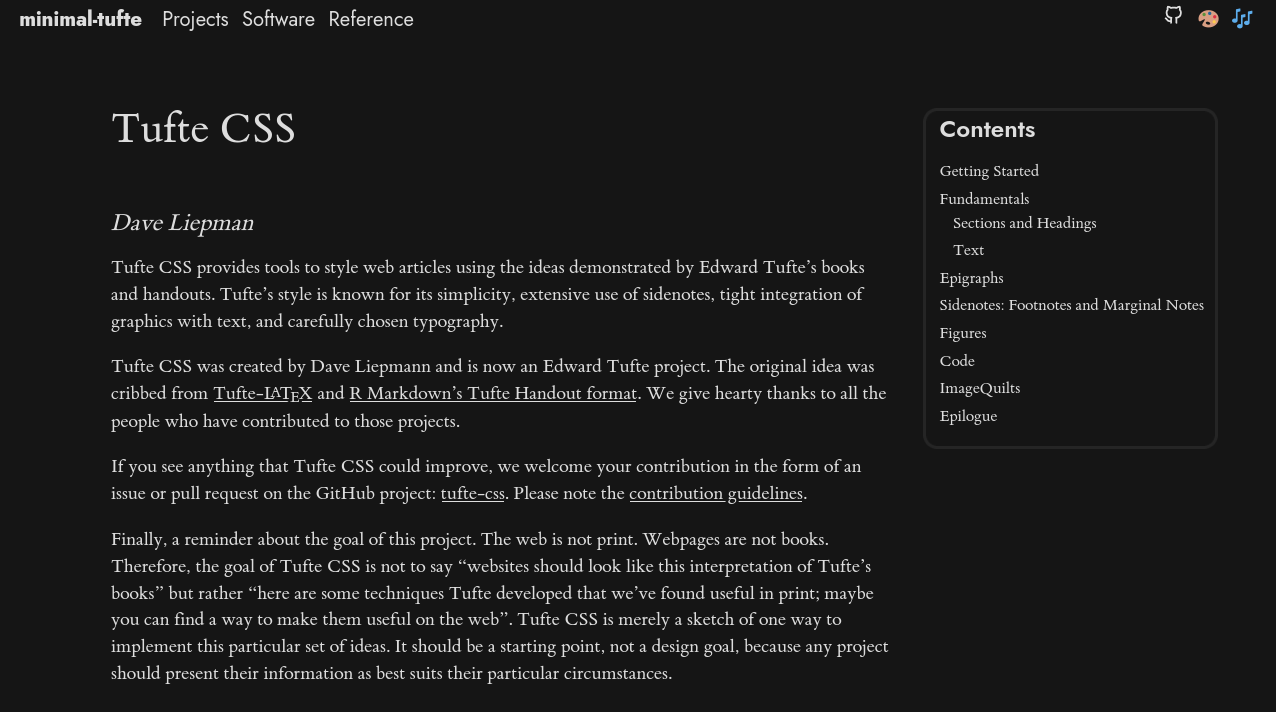 minimal-tufte Projects Software Reference
Tufte CSS
Dave Liepman
Tufte CSS provides tools to style web articles using the ideas demonstrated by Edward Tufte’s books
and handouts. Tufte’s style is known for its simplicity, extensive use of sidenotes, tight integration of
graphics with text, and carefully chosen typography.
Tufte CSS was created by Dave Liepmann and is now an Edward Tufte project. The original idea was
cribbed from Tufte-LATEX and R Markdown’s Tufte Handout format. We give hearty thanks to all the
people who have contributed to those projects.
If you see anything that Tufte CSS could improve, we welcome your contribution in the form of an
issue or pull request on the GitHub project: tufte-css. Please note the contribution guidelines.
Finally, a reminder about the goal of this project. The web is not print. Webpages are not books.
Therefore, the goal of Tufte CSS is not to say “websites should look like this interpretation of Tufte’s
books” but rather “here are some techniques Tufte developed that we’ve found useful in print; maybe
you can find a way to make them useful on the web”. Tufte CSS is merely a sketch of one way to
implement this particular set of ideas. It should be a starting point, not a design goal, because any project
should present their information as best suits their particular circumstances.
Contents
Getting Started
Fundamentals
Sections and Headings
Text
Epigraphs
Sidenotes: Footnotes and Marginal Notes
Figures
Code
ImageQuilts
Epilogue